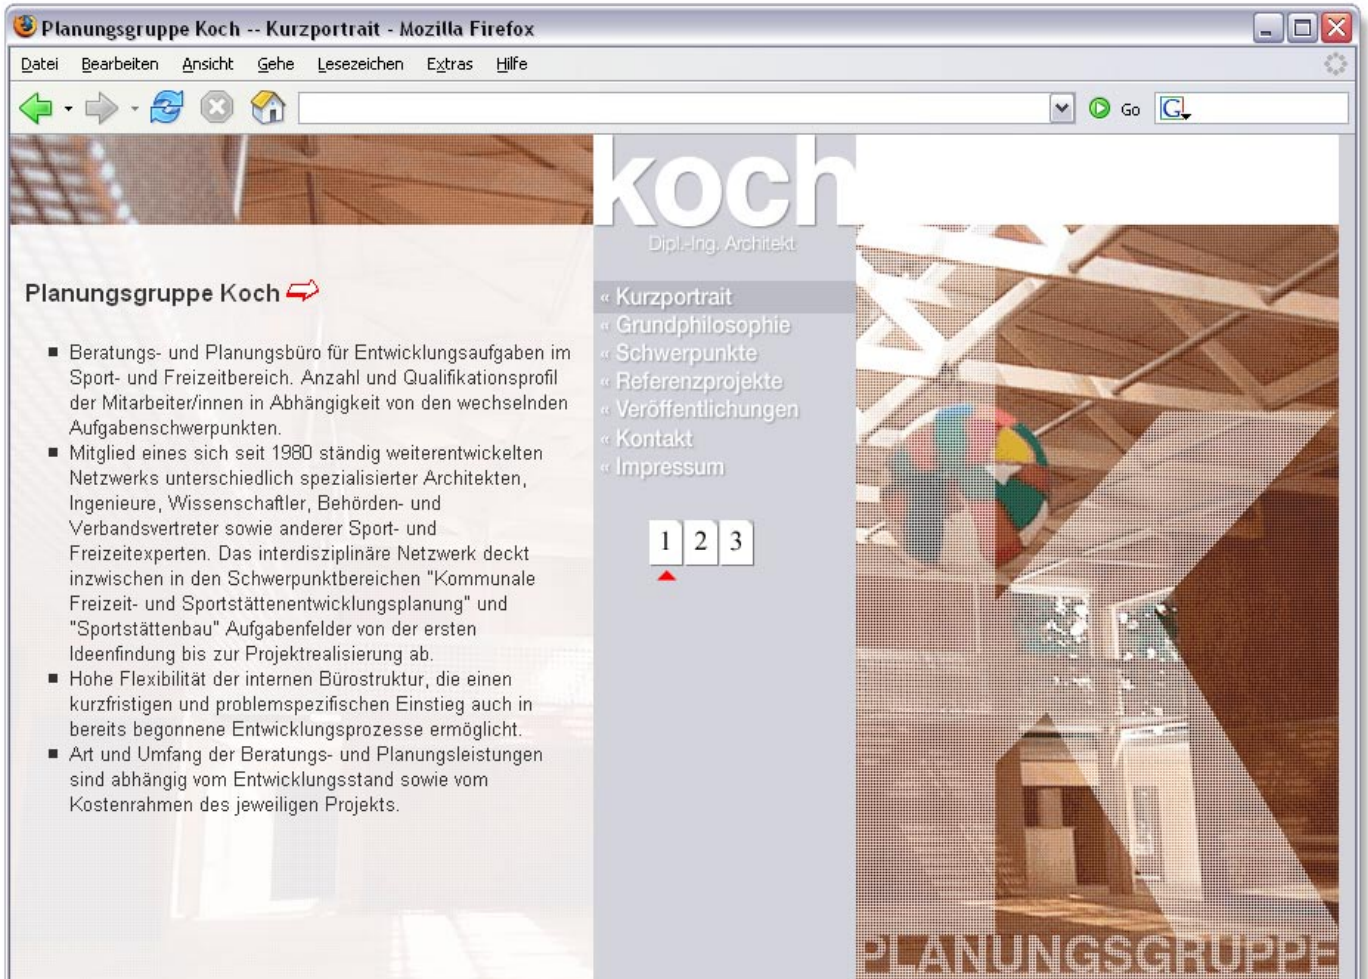 Planungsgruppe Koch -- Kurzportrait - Mozilla Firefox
Datei Bearbeiten Ansicht Gehe Lesezeichen Extras Hilfe
Go G
koch
Dipl.-Ing. Architekt
Planungsgruppe Koch
■ Beratungs- und Planungsbüro für Entwicklungsaufgaben im
Sport- und Freizeitbereich. Anzahl und Qualifikationsprofil
der Mitarbeiter/innen in Abhängigkeit von den wechselnden
Aufgabenschwerpunkten.
■ Mitglied eines sich seit 1980 ständig weiterentwickelten
Netzwerks unterschiedlich spezialisierter Architekten,
Ingenieure, Wissenschaftler, Behörden- und
Verbandsvertreter sowie anderer Sport- und
Freizeitexperten. Das interdisziplinäre Netzwerk deckt
inzwischen in den Schwerpunktbereichen "Kommunale
Freizeit- und Sportstättenentwicklungsplanung" und
"Sportstättenbau" Aufgabenfelder von der ersten
Ideenfindung bis zur Projektrealisierung ab.
■ Hohe Flexibilität der internen Bürostruktur, die einen
kurzfristigen und problemspezifischen Einstieg auch in
bereits begonnene Entwicklungsprozesse ermöglicht.
■ Art und Umfang der Beratungs- und Planungsleistungen
sind abhängig vom Entwicklungsstand sowie vom
Kostenrahmen des jeweiligen Projekts.
« Kurzportrait
« Grundphilosophie
« Schwerpunkte
« Referenzprojekte
« Veröffentlichungen
« Kontakt
« Impressum
1 2 3
K
PLANUNGSGRUPPE